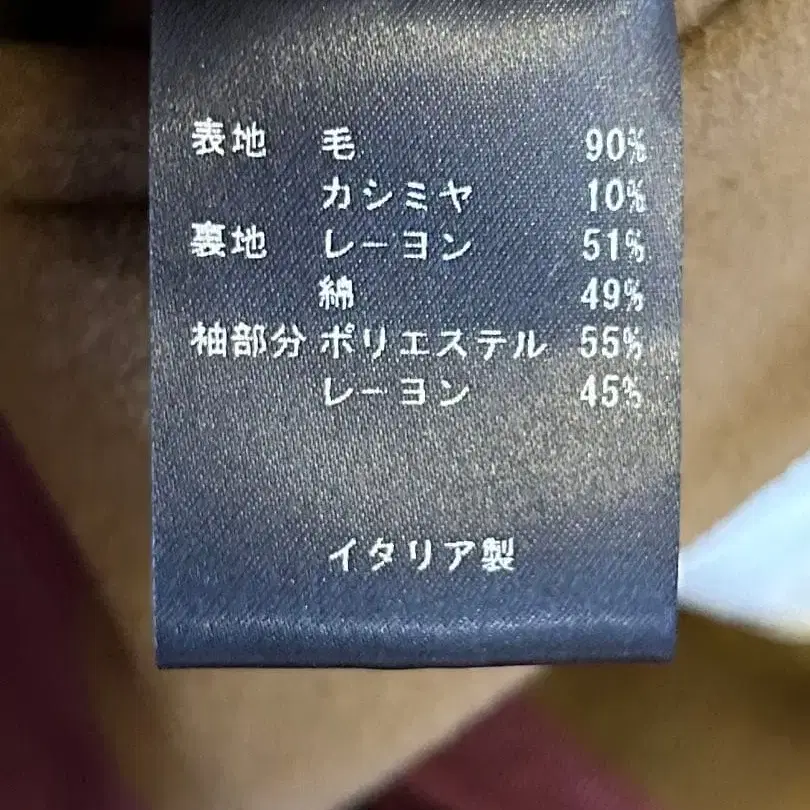 表地 毛 90%
カシミヤ 10%
裏地 レーヨン 51%
綿 49%
袖部分 ポリエステル 55%
レーヨン 45%
イタリア製